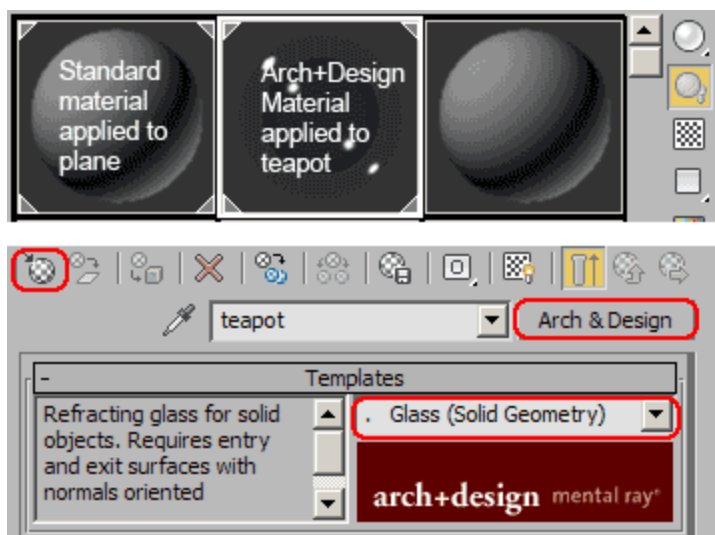 Standard
material
applied to
plane
Arch+Design
Material
applied to
teapot
teapot
Arch & Design
- Templates
Refracting glass for solid
objects. Requires entry
and exit surfaces with
normals oriented
. Glass (Solid Geometry)
arch+design mental ray®